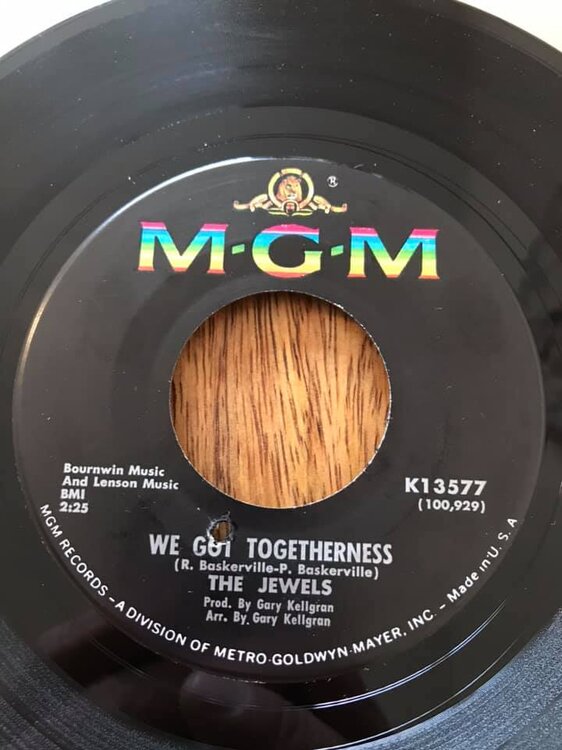 ®
M·G·M
Bournwin Music
And Lenson Music
BMI
2:25
K13577
(100,929)
WE GOT TOGETHERNESS
(R. Baskerville-P. Baskerville)
THE JEWELS
Prod. By Gary Kellgran
Arr. By Gary Kellgran
MGM RECORDS – A DIVISION OF METRO-GOLDWYN-MAYER, INC. – Made in U.S.A